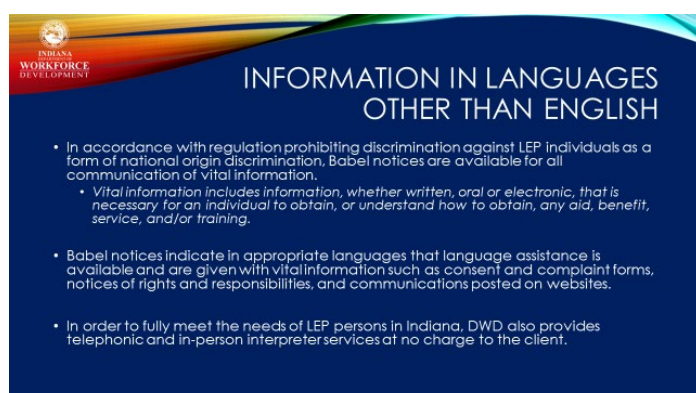 INDIANA
DEPARTMENT OF
WORKFORCE
DEVELOPMENT
INFORMATION IN LANGUAGES
OTHER THAN ENGLISH
• In accordance with regulation prohibiting discrimination against LEP individuals as a
form of national origin discrimination, Babel notices are available for all
communication of vital information.
• Vital information includes information, whether written, oral or electronic, that is
necessary for an individual to obtain, or understand how to obtain, any aid, benefit,
service, and/or training.
• Babel notices indicate in appropriate languages that language assistance is
available and are given with vital information such as consent and complaint forms,
notices of rights and responsibilities, and communications posted on websites.
• In order to fully meet the needs of LEP persons in Indiana, DWD also provides
telephonic and in-person interpreter services at no charge to the client.